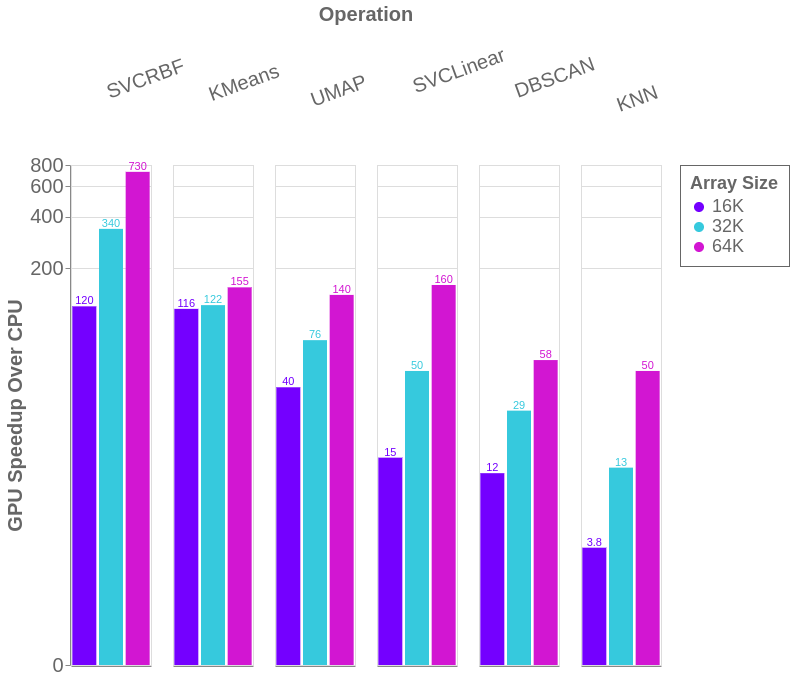 Operation
SVCRBF
KMeans
UMAP
SVCLinear
DBSCAN
KNN
GPU Speedup Over CPU
800
600
400
200
0
120
340
730
116
122
155
40
76
140
15
50
160
12
29
58
3.8
13
50
Array Size
16K
32K
64K